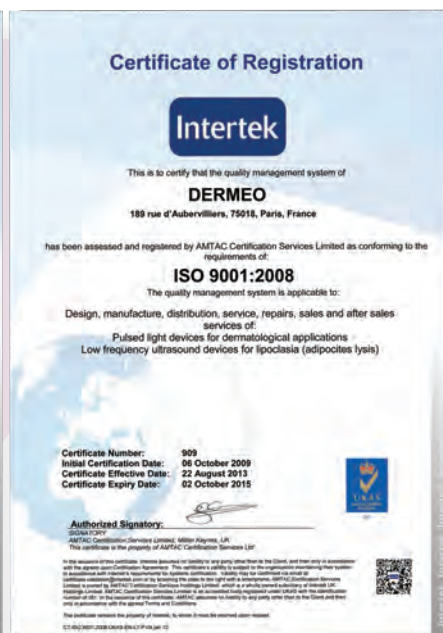 Certificate of Registration
Intertek
This is to certify that the quality management system of
DERMEO
189 rue d'Aubervilliers, 75018, Paris, France
has been assessed and registered by AMTAC Certification Services Limited as conforming to the
requirements of:
ISO 9001:2008
The quality management system is applicable to:
Design, manufacture, distribution, service, repairs, sales and after sales
services of:
Pulsed light devices for dermatological applications
Low frequency ultrasound devices for lipoclasia (adipocites lysis)
Certificate Number: 909
Initial Certification Date: 06 October 2009
Certificate Effective Date: 22 August 2013
Certificate Expiry Date: 02 October 2015
UKAS
Authorized Signatory:
SIGNATORY
AMTAC Certification Services Limited, Milton Keynes, UK
This certificate is the property of AMTAC Certification Services Ltd